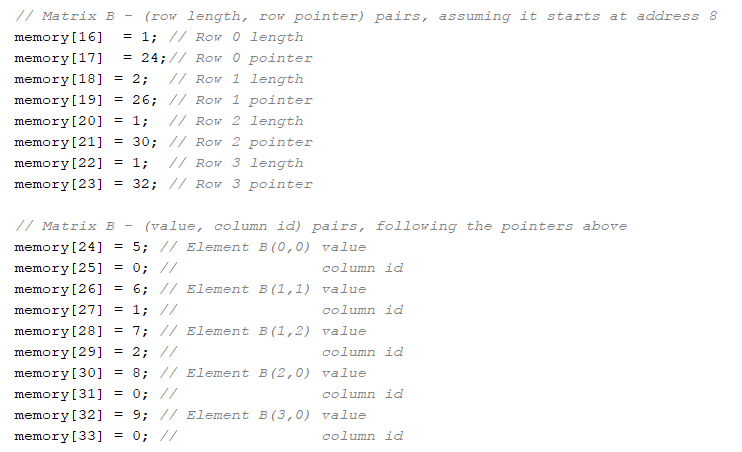 // Matrix B - (row length, row pointer) pairs, assuming it starts at address 8
memory[16]  = 1; // Row 0 length
memory[17]  = 24;// Row 0 pointer
memory[18] = 2;  // Row 1 length
memory[19] = 26; // Row 1 pointer
memory[20] = 1;  // Row 2 length
memory[21] = 30; // Row 2 pointer
memory[22] = 1;  // Row 3 length
memory[23] = 32; // Row 3 pointer

// Matrix B - (value, column id) pairs, following the pointers above
memory[24] = 5; // Element B(0,0) value
memory[25] = 0; //                column id
memory[26] = 6; // Element B(1,1) value
memory[27] = 1; //                column id
memory[28] = 7; // Element B(1,2) value
memory[29] = 2; //                column id
memory[30] = 8; // Element B(2,0) value
memory[31] = 0; //                column id
memory[32] = 9; // Element B(3,0) value
memory[33] = 0; //                column id